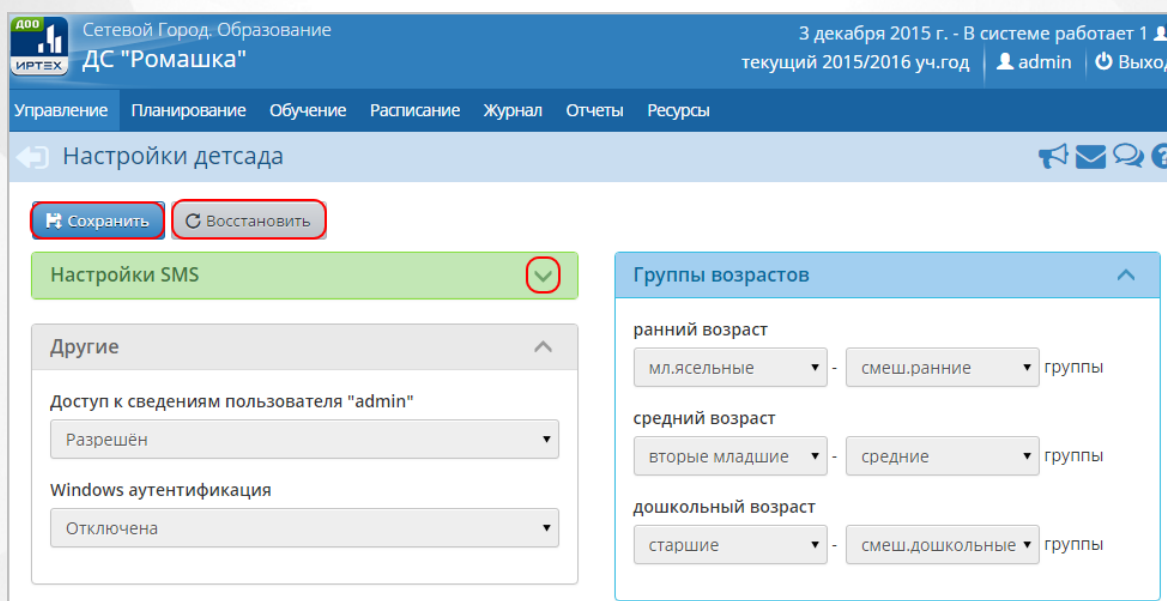 ДОО
ИРТЕХ
Сетевой Город. Образование
ДС "Ромашка"
3 декабря 2015 г. - В системе работает 1
текущий 2015/2016 уч.год admin Выход
Управление Планирование Обучение Расписание Журнал Отчеты Ресурсы
Настройки детсада
Сохранить Восстановить
Настройки SMS
Другие
Доступ к сведениям пользователя "admin"
Разрешён
Windows аутентификация
Отключена
Группы возрастов
ранний возраст
мл.ясельные - смеш.ранние группы
средний возраст
вторые младшие - средние группы
дошкольный возраст
старшие - смеш.дошкольные группы